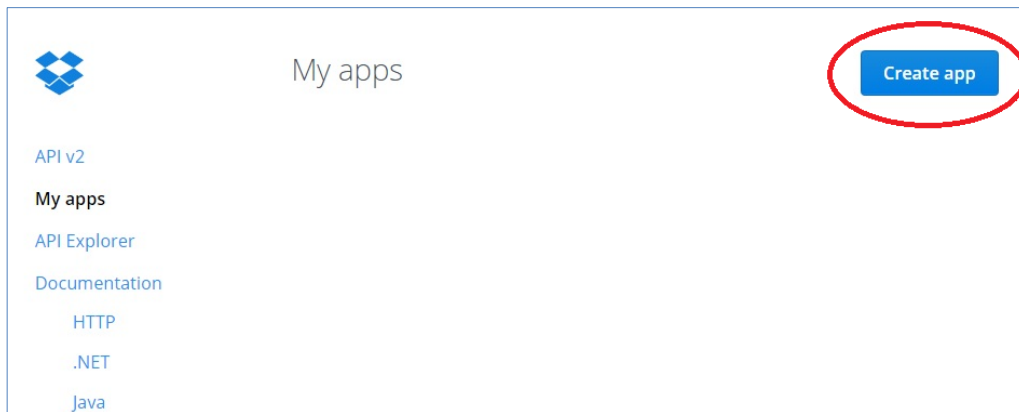 My apps
Create app
API v2
My apps
API Explorer
Documentation
HTTP
.NET
Java